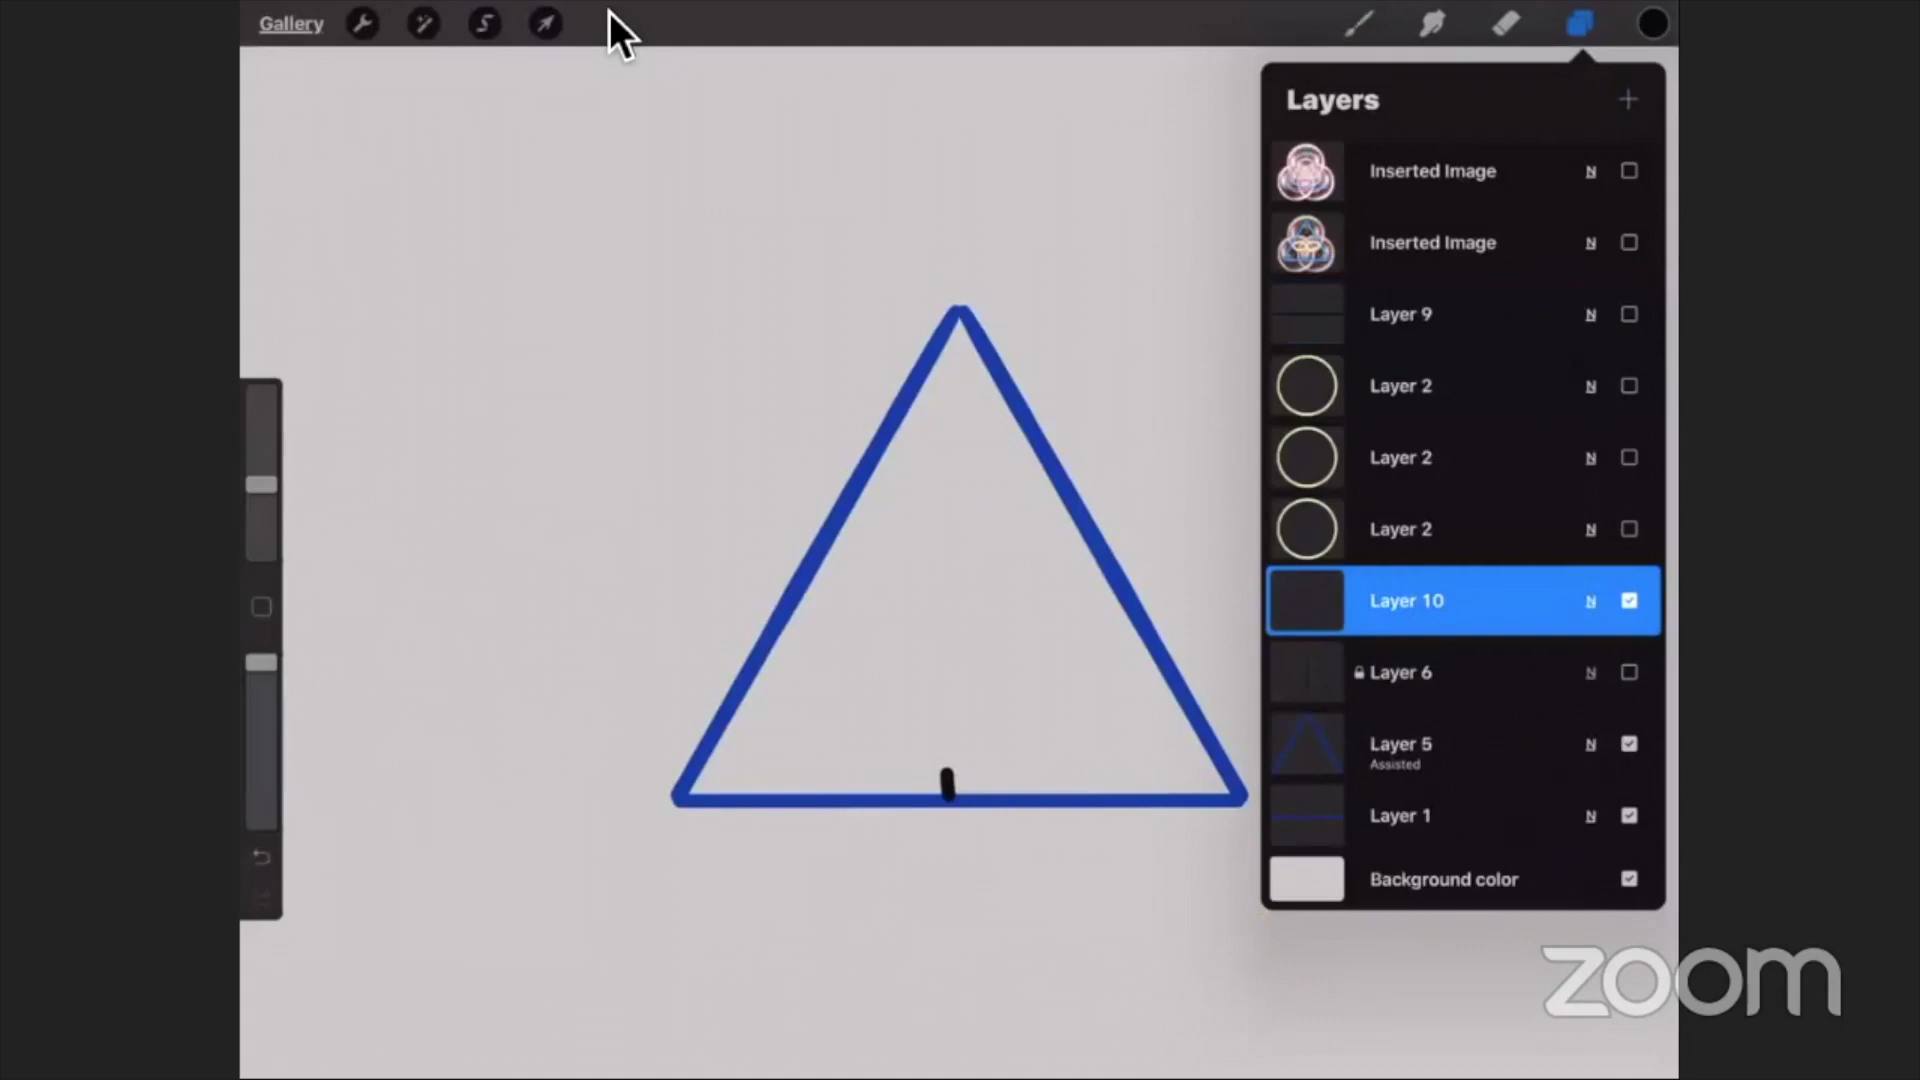 Gallery
Layers
Inserted Image N
Inserted Image N
Layer 9 N
Layer 2 N
Layer 2 N
Layer 2 N
Layer 10 N
Layer 6 N
Layer 5 N
Assisted
Layer 1 N
Background color
zoom